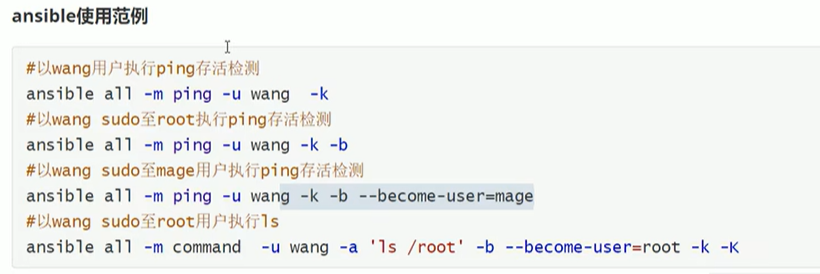 ansible使用范例
#以wang用户执行ping存活检测
ansible all -m ping -u wang  -k
#以wang sudo至root执行ping存活检测
ansible all -m ping -u wang -k -b
#以wang sudo至mage用户执行ping存活检测
ansible all -m ping -u wang -k -b --become-user=mage
#以wang sudo至root用户执行ls
ansible all -m command  -u wang -a 'ls /root' -b --become-user=root -k -K